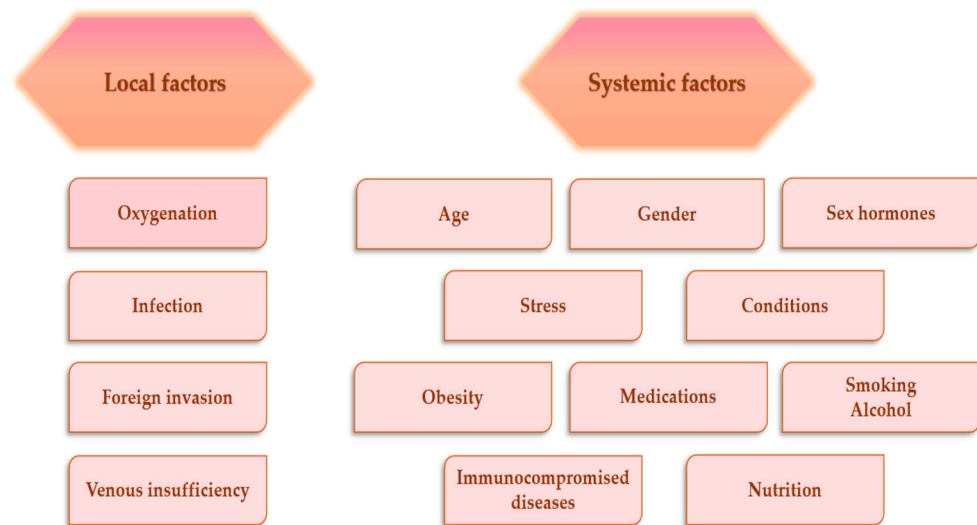 Local factors
Systemic factors
Oxygenation
Age
Gender
Sex hormones
Infection
Stress
Conditions
Foreign invasion
Obesity
Medications
Smoking
Alcohol
Venous insufficiency
Immunocompromised
diseases
Nutrition